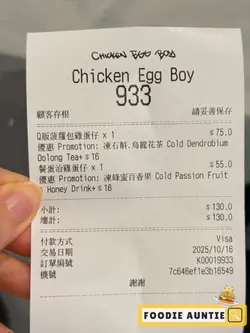 CHICKEN EGG BOY
Chicken Egg Boy
933
顧客存根 請妥善保存
Q版菠蘿包雞蛋仔 x 1 $75.0
優惠 Promotion: 凍石斛.烏龍花茶 Cold Dendrobium
Oolong Tea+$16
餐蛋治雞蛋仔 x 1 $55.0
優惠 Promotion: 凍蜂蜜百香果 Cold Passion Fruit
Honey Drink+$16
小計: $130.0
總計: $130.0
付款方式 Visa
交易日期 2025/10/16
訂單編號 K00019933
7c646ef1e3b16549
謝謝
FOODIE AUNTIE